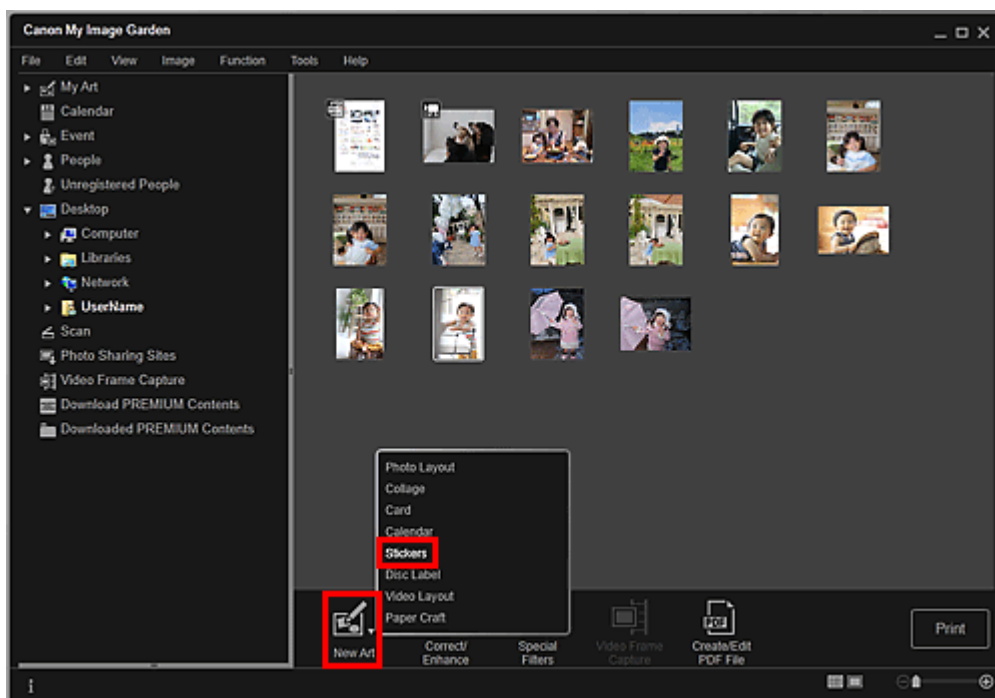 Canon My Image Garden
File Edit View Image Function Tools Help
My Art
Calendar
Event
People
Unregistered People
Desktop
Computer
Libraries
Network
UserName
Scan
Photo Sharing Sites
Video Frame Capture
Download PREMIUM Contents
Downloaded PREMIUM Contents
Photo Layout
Collage
Card
Calendar
Stickers
Disc Label
Video Layout
Paper Craft
New Art
Correct/
Enhance
Special
Filters
Video Frame
Capture
PDF
Create/Edit
PDF File
Print